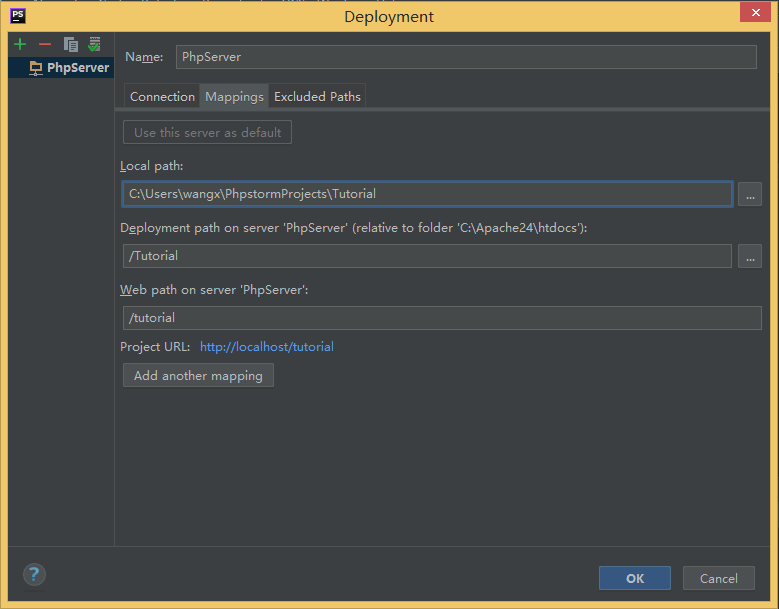 PS
Deployment
PhpServer
Name: PhpServer
Connection Mappings Excluded Paths
Use this server as default
Local path:
C:\Users\wangx\PhpstormProjects\Tutorial
...
Deployment path on server 'PhpServer' (relative to folder 'C:\Apache24\htdocs'):
/Tutorial
...
Web path on server 'PhpServer':
/tutorial
Project URL: http://localhost/tutorial
Add another mapping
?
OK Cancel